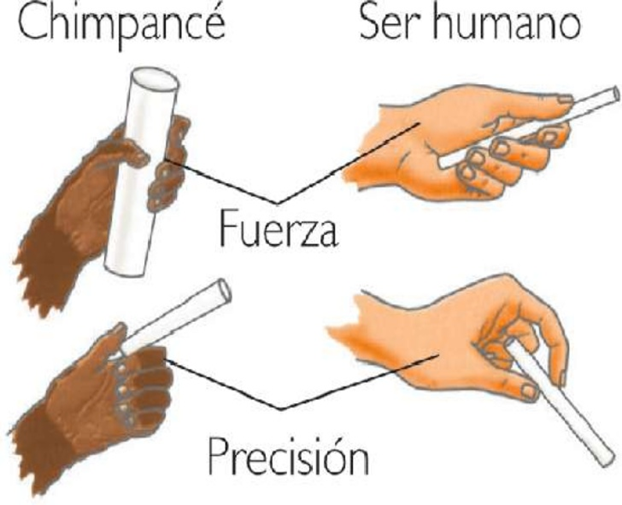 Chimpancé
Ser humano
Fuerza
Precisión